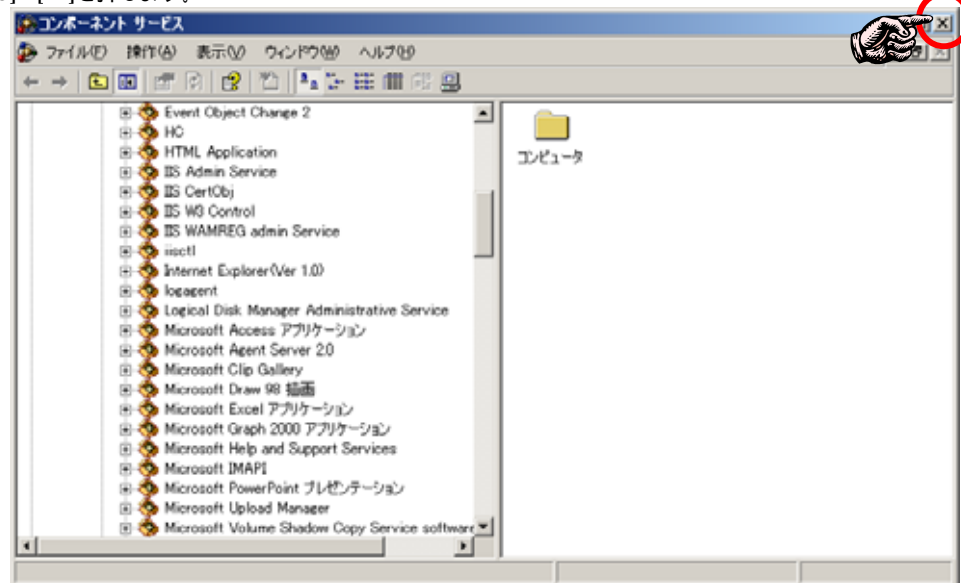 コンポーネント サービス
ファイル(F) 操作(A) 表示(V) ウィンドウ(W) ヘルプ(H)
Event Object Change 2
HC
HTML Application
IIS Admin Service
IIS CertObj
IIS W3 Control
IIS WAMREG admin Service
iisctl
Internet Explorer(Ver 1.0)
logagent
Logical Disk Manager Administrative Service
Microsoft Access アプリケーション
Microsoft Agent Server 2.0
Microsoft Clip Gallery
Microsoft Draw 98 描画
Microsoft Excel アプリケーション
Microsoft Graph 2000 アプリケーション
Microsoft Help and Support Services
Microsoft IMAPI
Microsoft PowerPoint プレゼンテーション
Microsoft Upload Manager
Microsoft Volume Shadow Copy Service software
コンピュータ